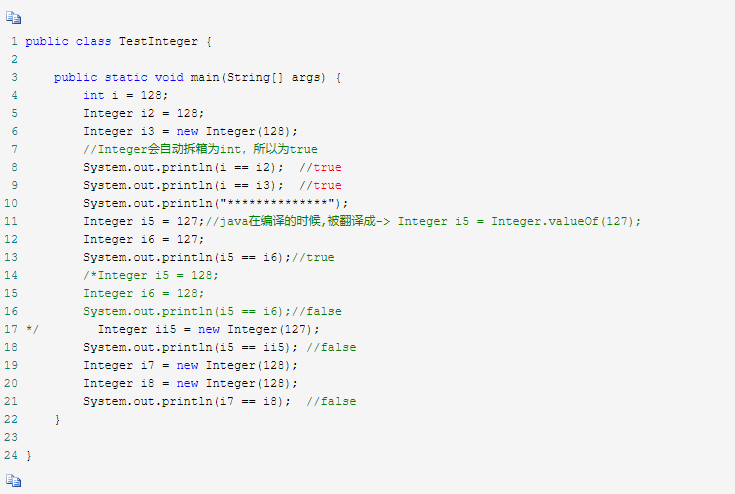 1 public class TestInteger {
2
3     public static void main(String[] args) {
4         int i = 128;
5         Integer i2 = 128;
6         Integer i3 = new Integer(128);
7         //Integer会自动拆箱为int，所以为true
8         System.out.println(i == i2);  //true
9         System.out.println(i == i3);  //true
10         System.out.println("**************");
11         Integer i5 = 127;//java在编译的时候,被翻译成-> Integer i5 = Integer.valueOf(127);
12         Integer i6 = 127;
13         System.out.println(i5 == i6);//true
14         /*Integer i5 = 128;
15         Integer i6 = 128;
16         System.out.println(i5 == i6);//false
17 */        Integer ii5 = new Integer(127);
18         System.out.println(i5 == ii5); //false
19         Integer i7 = new Integer(128);
20         Integer i8 = new Integer(128);
21         System.out.println(i7 == i8);  //false
22     }
23
24 }